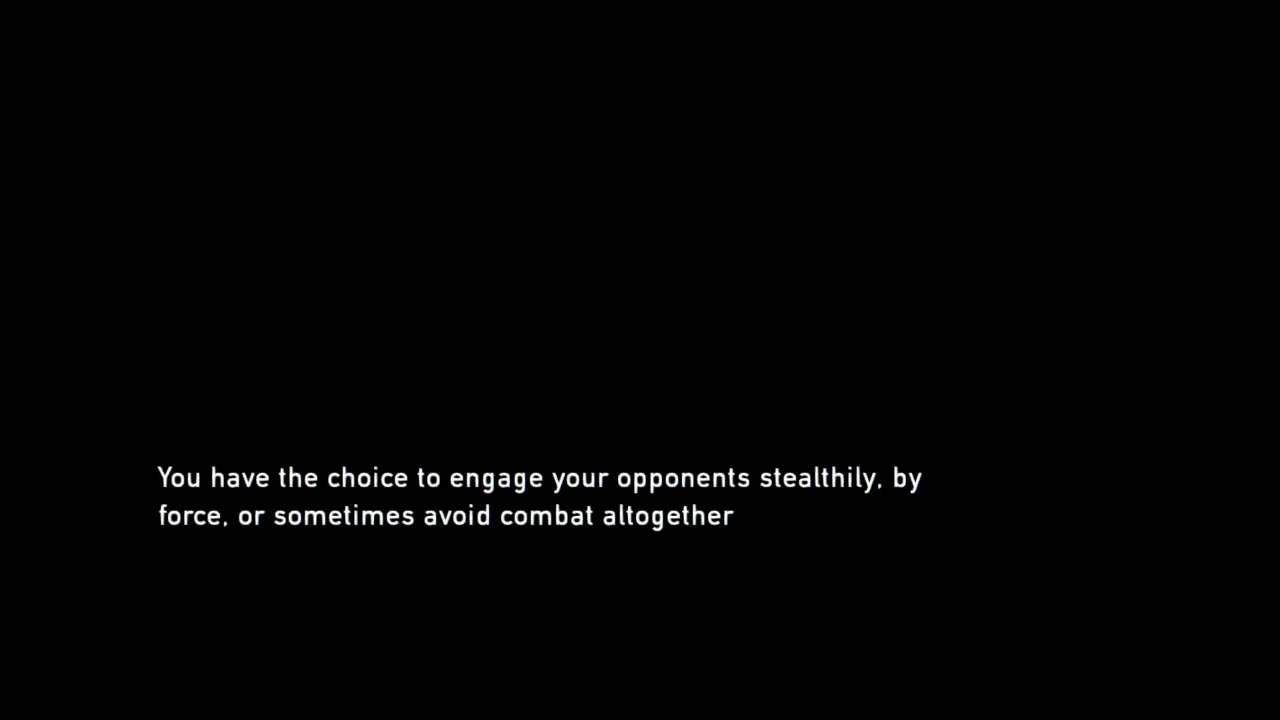 You have the choice to engage your opponents stealthily, by
force, or sometimes avoid combat altogether